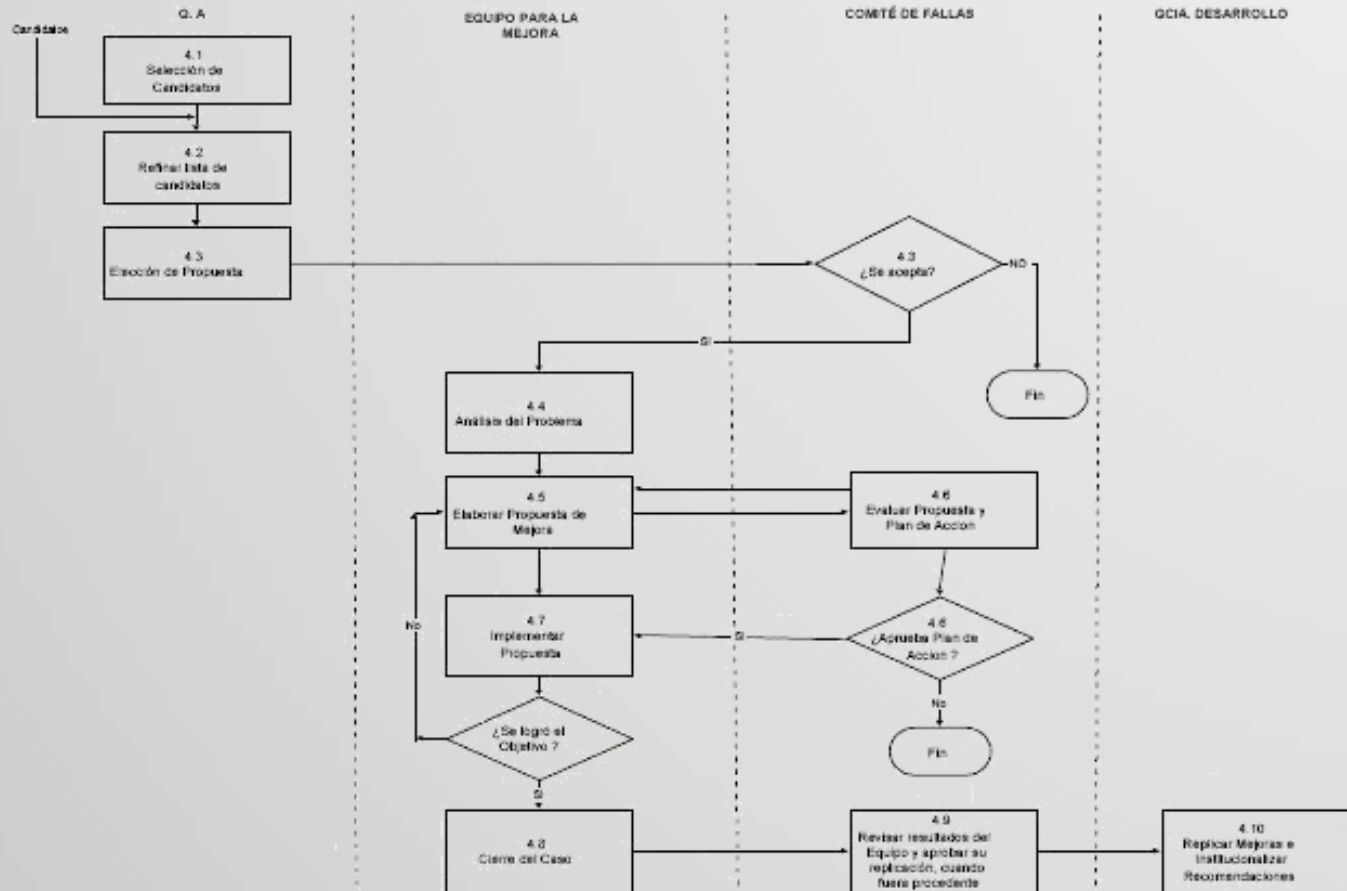 Q. A
EQUIPO PARA LA
MEJORA
COMITÉ DE FALLAS
GCIA. DESARROLLO
Candidatos
4.1
Selección de
Candidatos
4.2
Refinar lista de
candidatos
4.3
Elección de Propuesta
4.3
¿Se acepta?
NO
SI
Fin
4.4
Análisis del Problema
4.5
Elaborar Propuesta de
Mejora
4.6
Evaluar Propuesta y
Plan de Accion
4.7
Implementar
Propuesta
No
SI
4.6
¿Aprueba Plan de
Accion ?
No
Fin
¿Se logró el
Objetivo ?
SI
4.8
Cierre del Caso
4.9
Revisar resultados del
Equipo y aprobar su
replicación, cuando
fuera procedente
4.10
Replicar Mejoras e
Institucionalizar
Recomendaciones